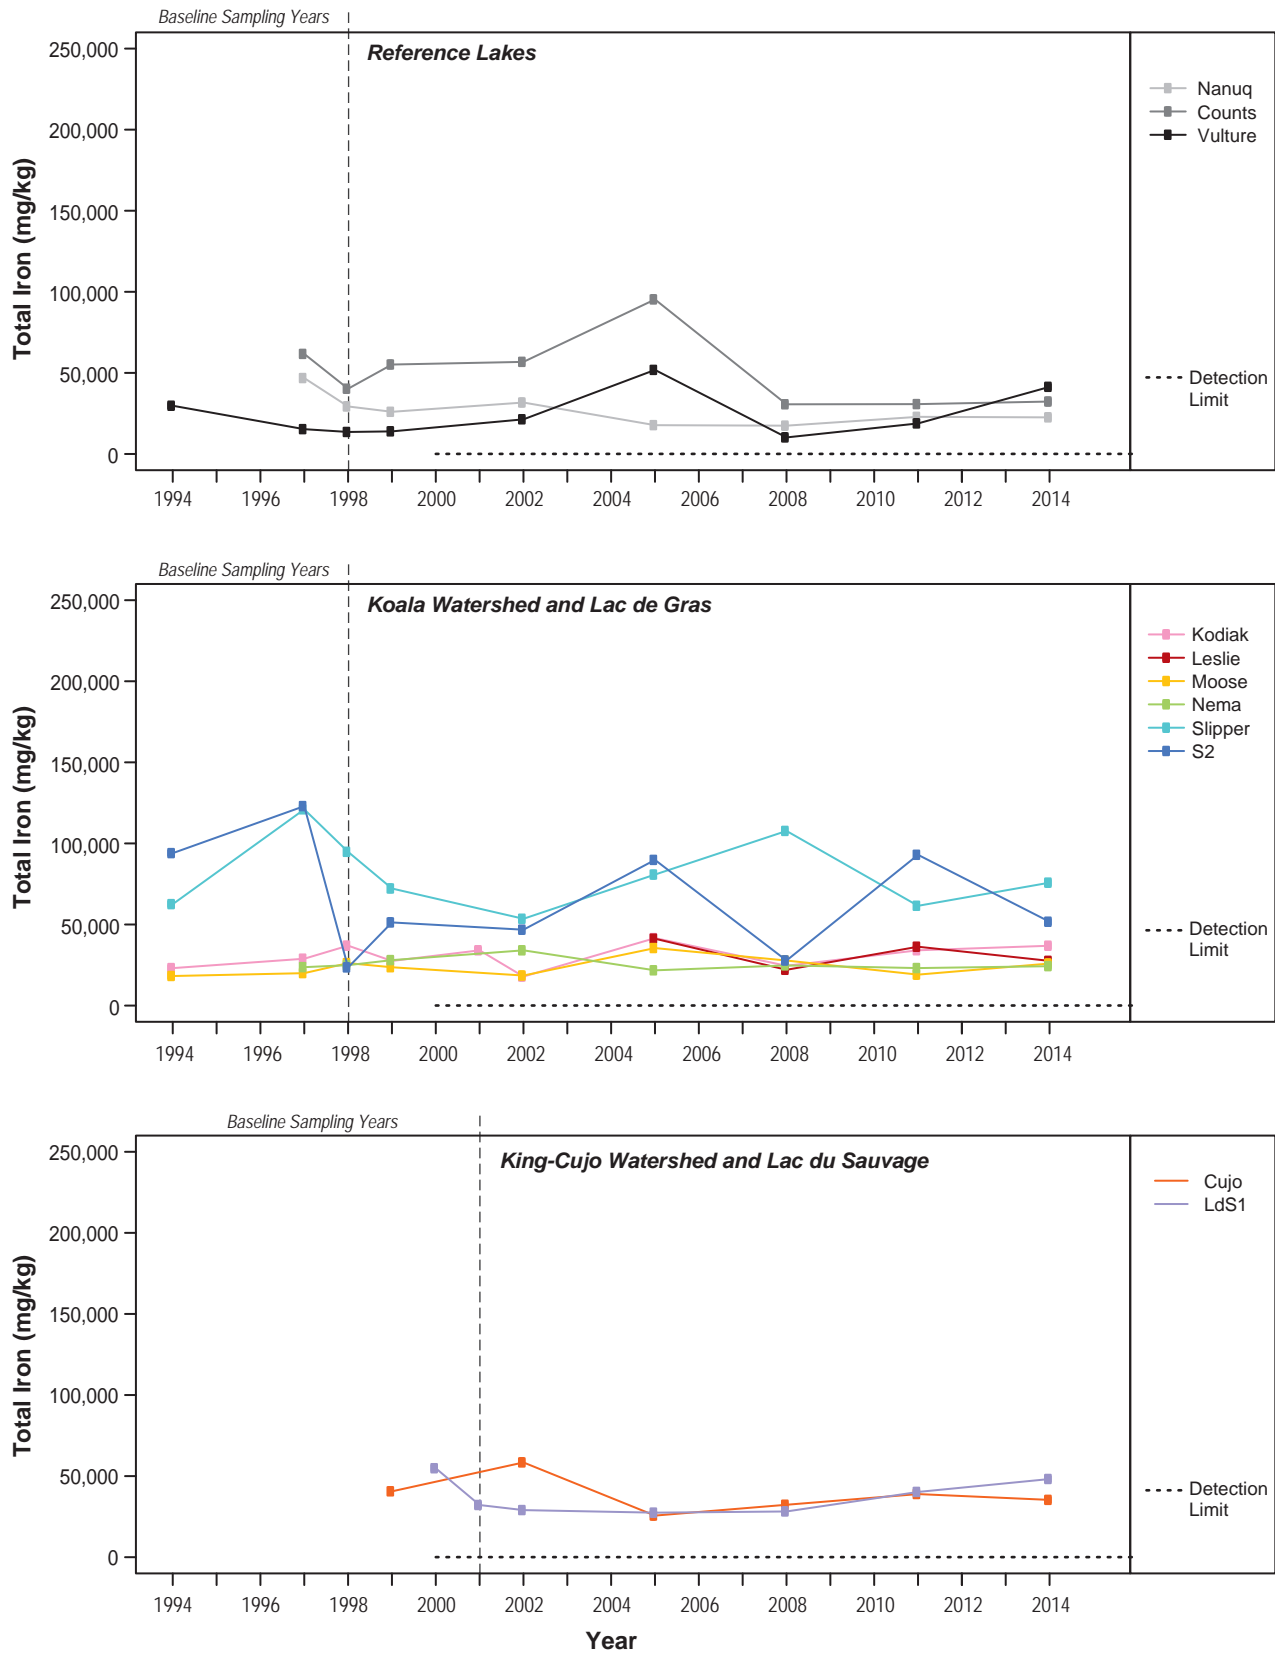 Baseline Sampling Years
Reference Lakes
Total Iron (mg/kg)
250,000
200,000
150,000
100,000
50,000
0
1994 1996 1998 2000 2002 2004 2006 2008 2010 2012 2014
Nanuq
Counts
Vulture
Detection
Limit
Baseline Sampling Years
Koala Watershed and Lac de Gras
Total Iron (mg/kg)
250,000
200,000
150,000
100,000
50,000
0
1994 1996 1998 2000 2002 2004 2006 2008 2010 2012 2014
Kodiak
Leslie
Moose
Nema
Slipper
S2
Detection
Limit
Baseline Sampling Years
King-Cujo Watershed and Lac du Sauvage
Total Iron (mg/kg)
250,000
200,000
150,000
100,000
50,000
0
1994 1996 1998 2000 2002 2004 2006 2008 2010 2012 2014
Year
Cujo
LdS1
Detection
Limit